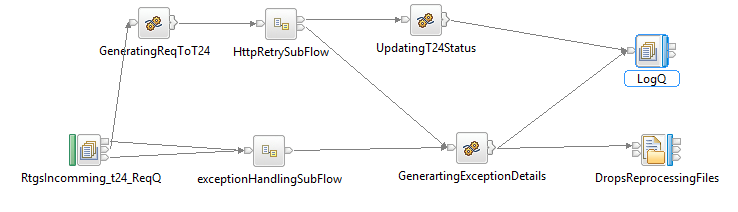 GeneratingReqToT24
HttpRetrySubFlow
UpdatingT24Status
LogQ
RtgsIncomming_t24_ReqQ
exceptionHandlingSubFlow
GenerartingExceptionDetails
DropsReprocessingFiles